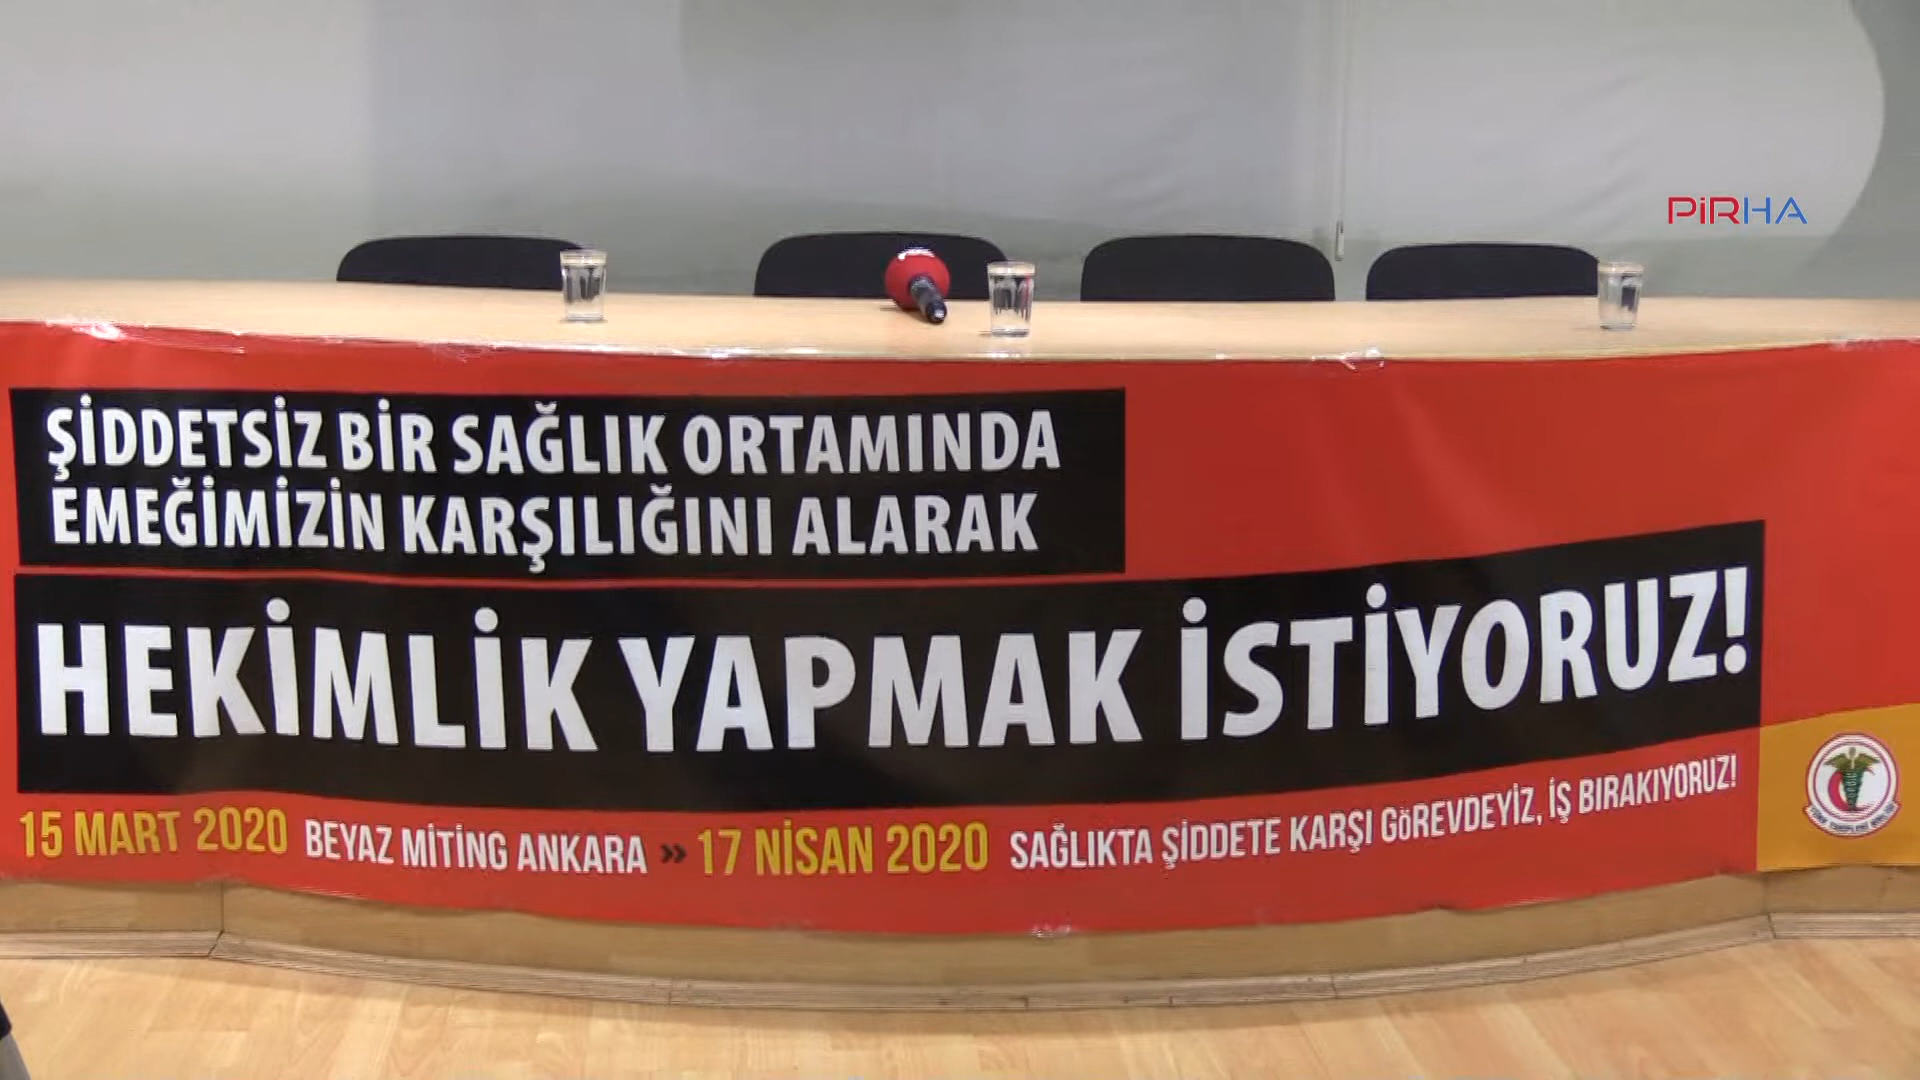 PİRHA
ŞİDDETSİZ BİR SAĞLIK ORTAMINDA
EMEĞİMİZİN KARŞILIĞINI ALARAK
HEKİMLİK YAPMAK İSTİYORUZ!
15 MART 2020 BEYAZ MİTİNG ANKARA » 17 NİSAN 2020 SAĞLIKTA ŞİDDETE KARŞI GÖREVDEYİZ, İŞ BIRAKIYORUZ!